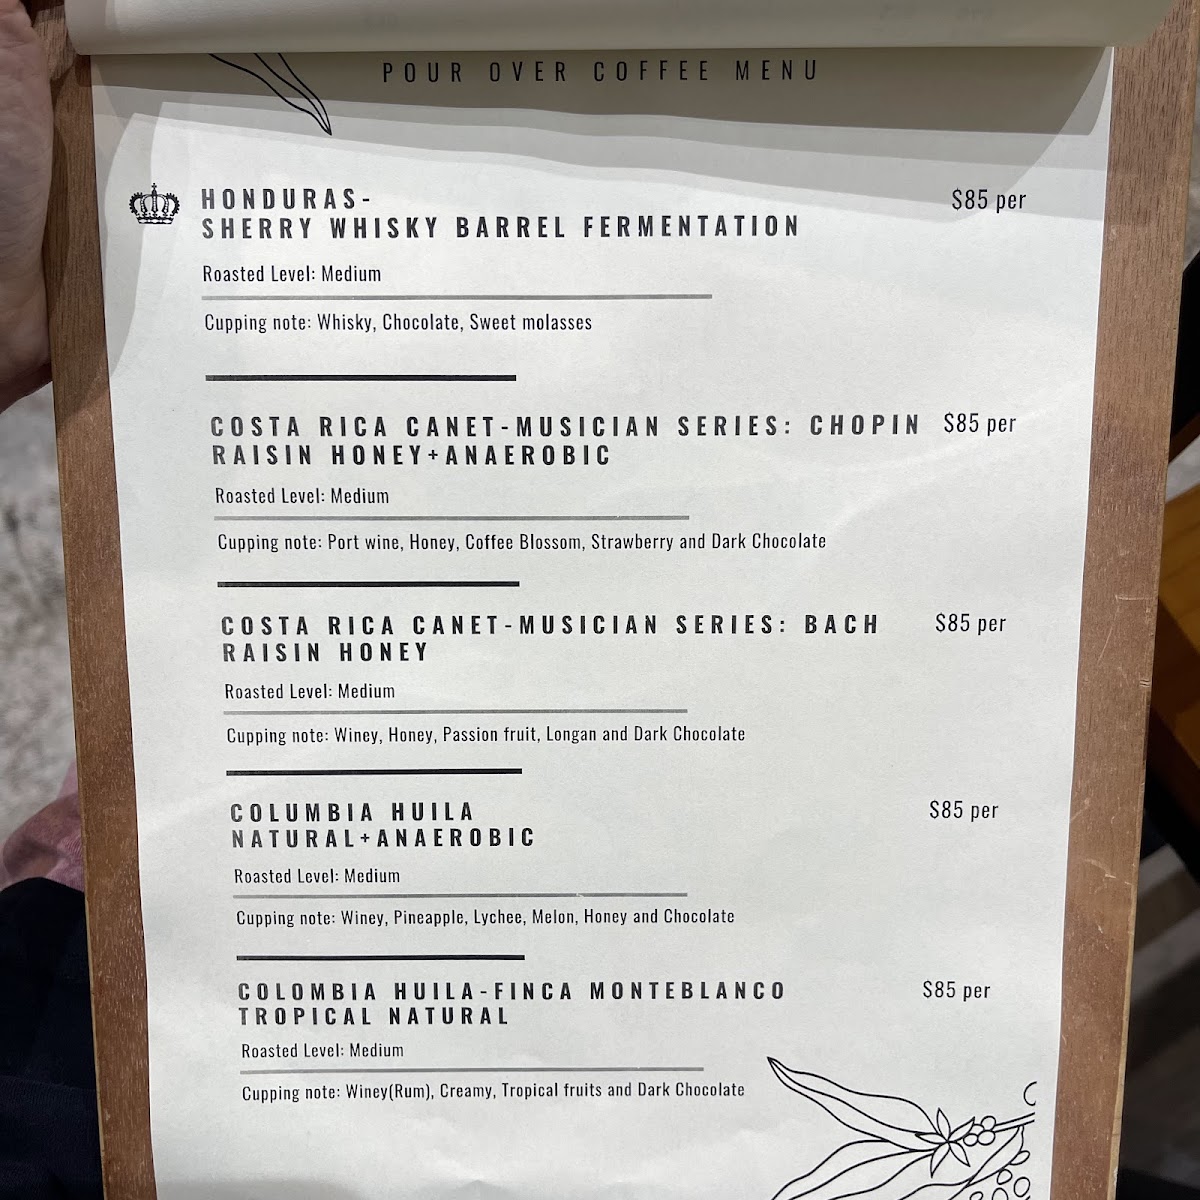 POUR OVER COFFEE MENU
HONDURAS- $85 per
SHERRY WHISKY BARREL FERMENTATION
Roasted Level: Medium
Cupping note: Whisky, Chocolate, Sweet molasses
COSTA RICA CANET-MUSICIAN SERIES: CHOPIN $85 per
RAISIN HONEY+ANAEROBIC
Roasted Level: Medium
Cupping note: Port wine, Honey, Coffee Blossom, Strawberry and Dark Chocolate
COSTA RICA CANET-MUSICIAN SERIES: BACH $85 per
RAISIN HONEY
Roasted Level: Medium
Cupping note: Winey, Honey, Passion fruit, Longan and Dark Chocolate
COLUMBIA HUILA $85 per
NATURAL+ANAEROBIC
Roasted Level: Medium
Cupping note: Winey, Pineapple, Lychee, Melon, Honey and Chocolate
COLOMBIA HUILA-FINCA MONTEBLANCO $85 per
TROPICAL NATURAL
Roasted Level: Medium
Cupping note: Winey(Rum), Creamy, Tropical fruits and Dark Chocolate